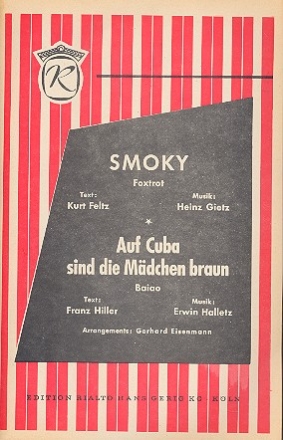 K
SMOKY
Foxtrot
Text: Musik:
Kurt Feltz Heinz Gietz
*
Auf Cuba
sind die Mädchen braun
Baiao
Text: Musik:
Franz Hiller Erwin Halletz
Arrangements: Gerhard Eisenmann
EDITION RIALTO HANS GERIG KG · KÖLN